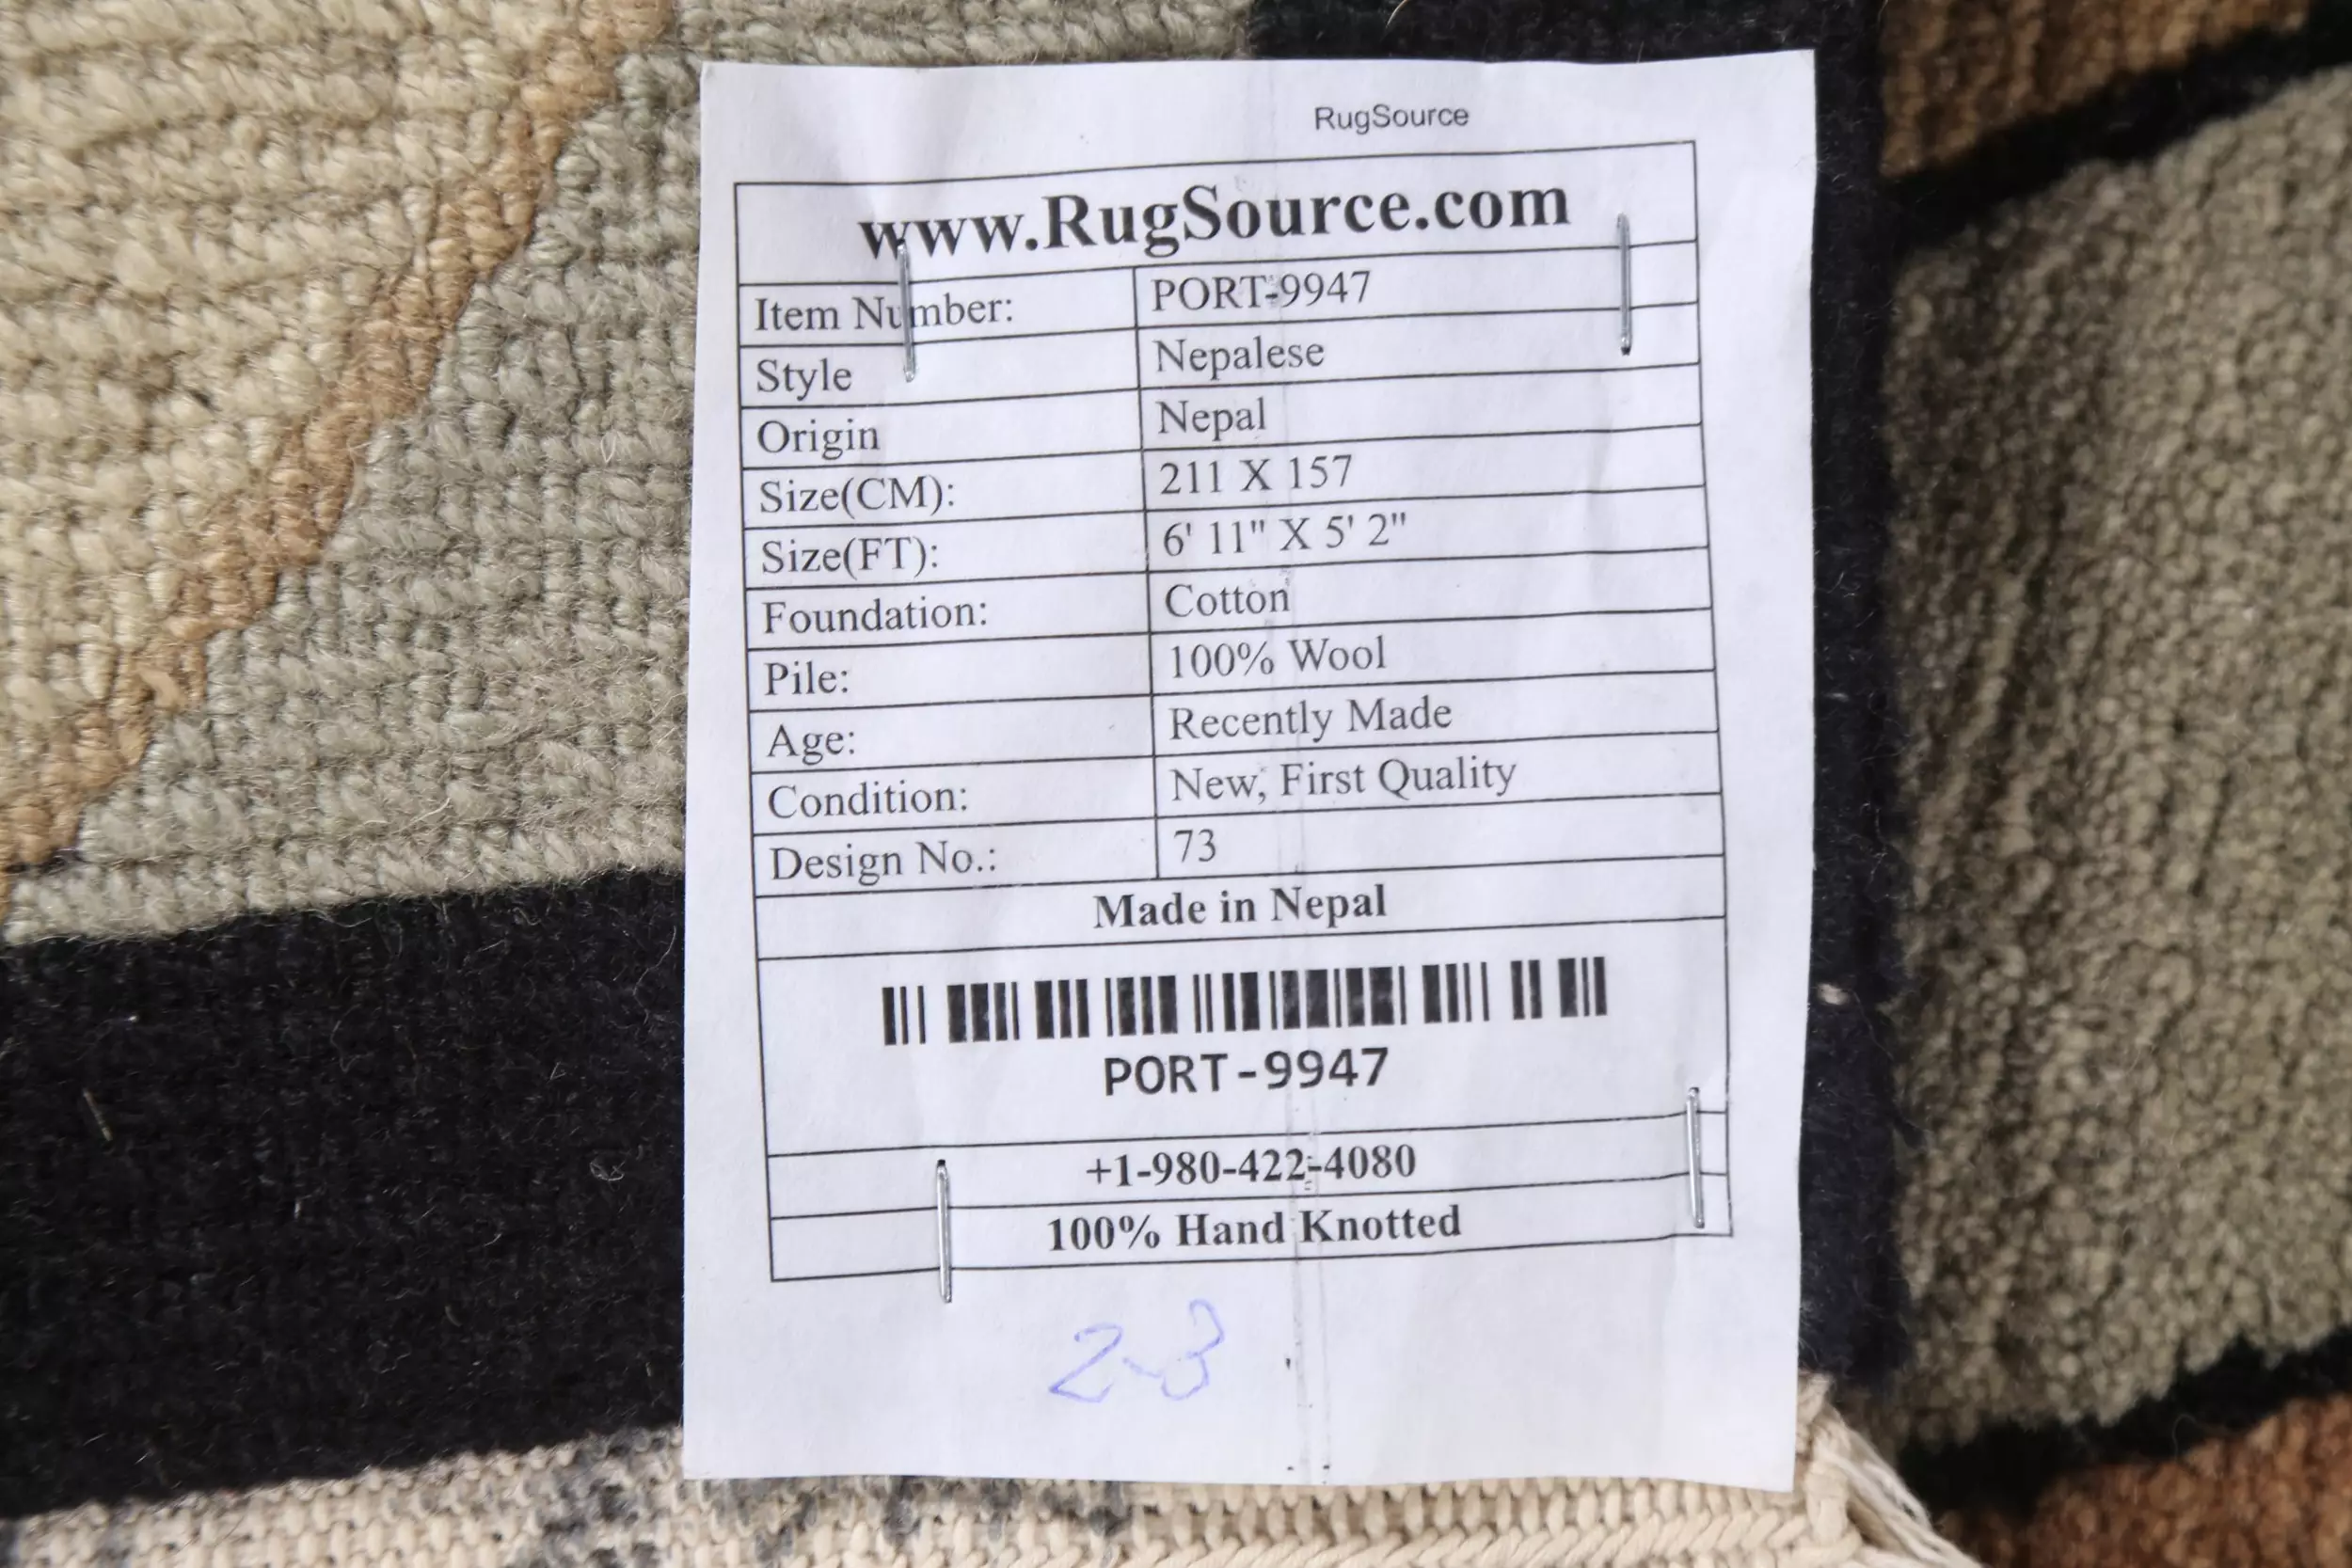 RugSource
www.RugSource.com
Item Number: PORT-9947
Style Nepalese
Origin Nepal
Size(CM): 211 X 157
Size(FT): 6' 11" X 5' 2"
Foundation: Cotton
Pile: 100% Wool
Age: Recently Made
Condition: New, First Quality
Design No.: 73
Made in Nepal
PORT-9947
+1-980-422-4080
100% Hand Knotted
2-3